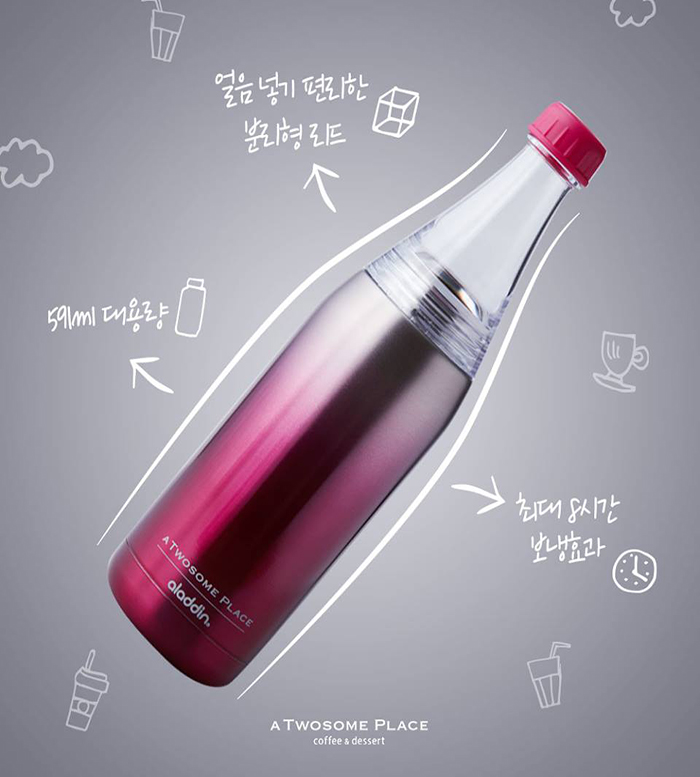 얼음 넣기 편리한
분리형 리드
591ml 대용량
최대 8시간
보냉효과
A TWOSOME PLACE
aladdin®
A TWOSOME PLACE
coffee & dessert